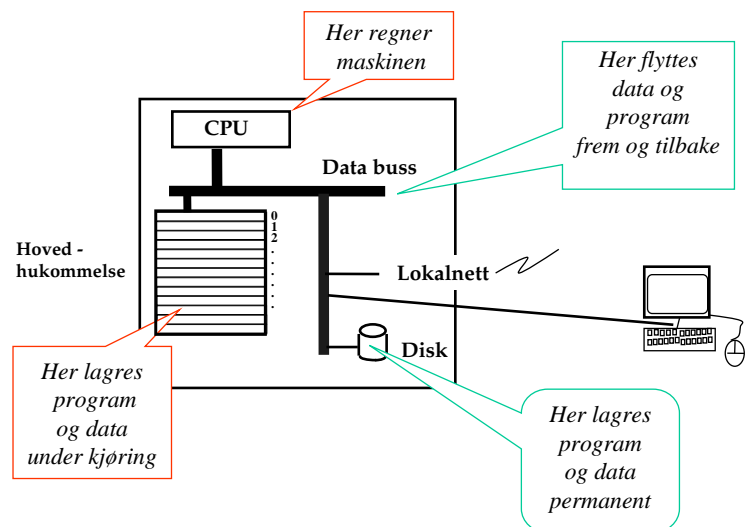 Her regner
maskinen
Her flyttes
data og
program
frem og tilbake
CPU
Data buss
Hoved -
hukommelse
0
1
2
.
.
.
.
.
.
Lokalnett
Disk
Her lagres
program
og data
under kjøring
Her lagres
program
og data
permanent